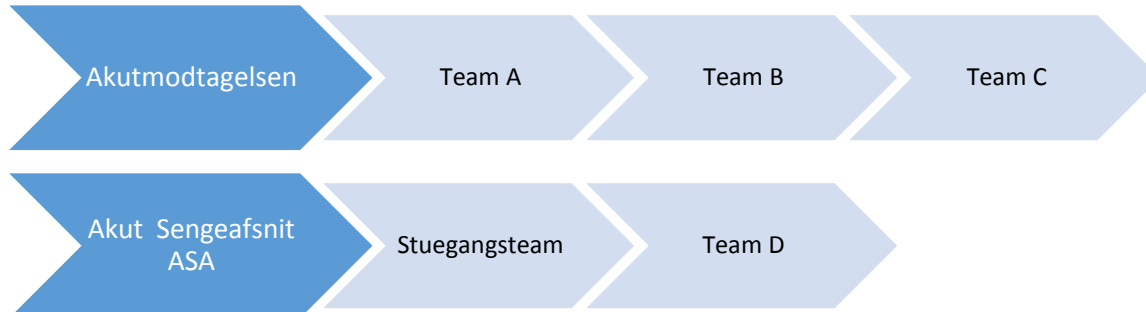 Akutmodtagelsen
Team A
Team B
Team C
Akut  Sengeafsnit
ASA
Stuegangsteam
Team D